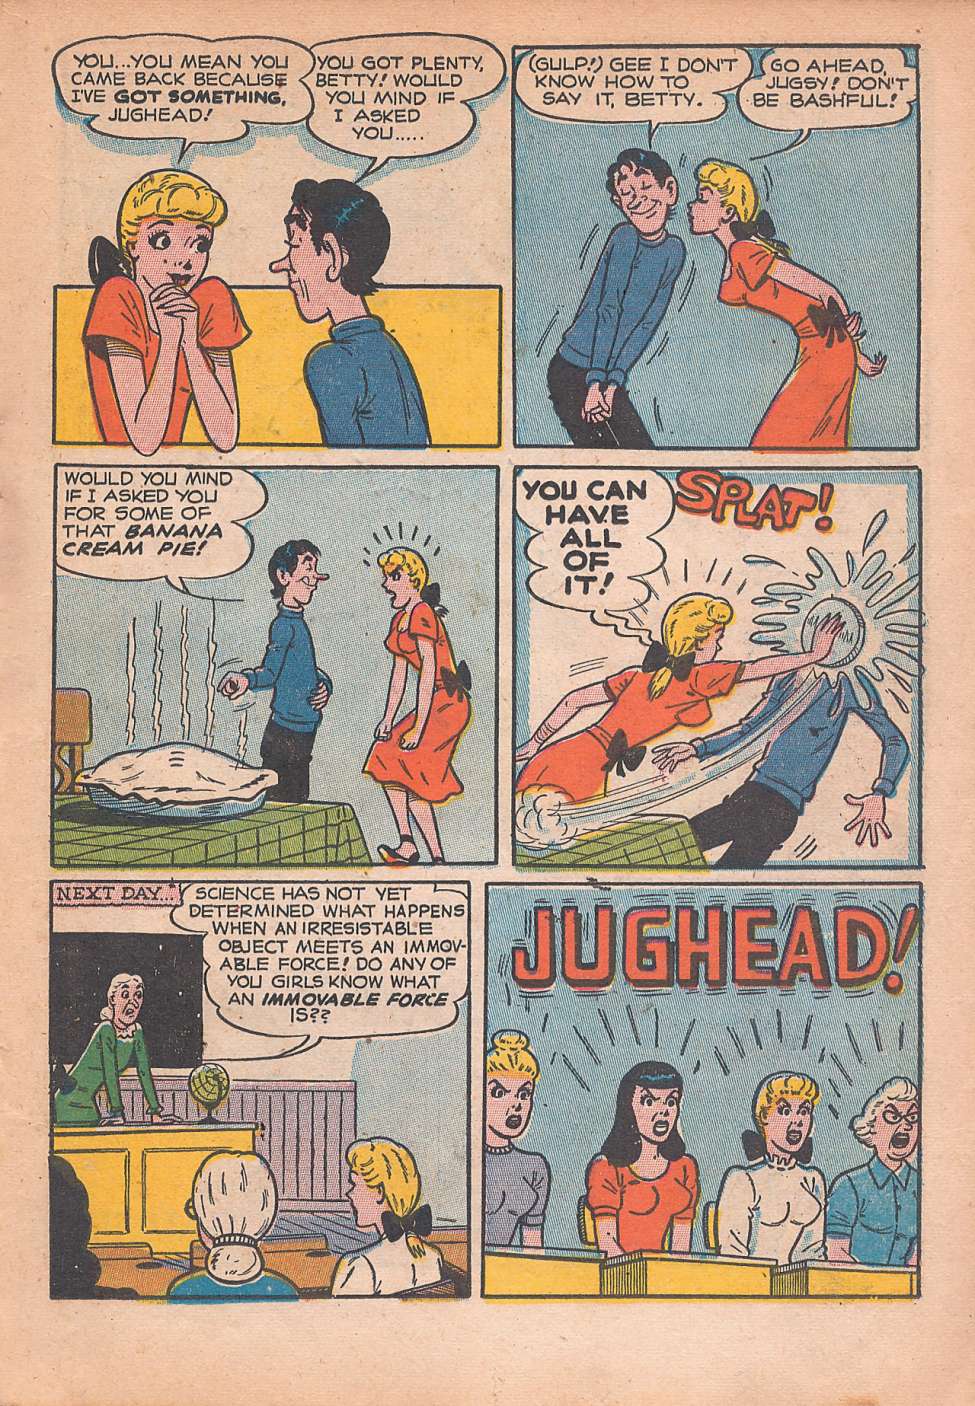 YOU...YOU MEAN YOU
CAME BACK BECAUSE
I'VE GOT SOMETHING,
JUGHEAD!
YOU GOT PLENTY,
BETTY! WOULD
YOU MIND IF
I ASKED
YOU.....
(GULP!) GEE I DON'T
KNOW HOW TO
SAY IT, BETTY.
GO AHEAD,
JUGSY! DON'T
BE BASHFUL!
WOULD YOU MIND
IF I ASKED YOU
FOR SOME OF
THAT BANANA
CREAM PIE!
YOU CAN
HAVE
ALL
OF
IT!
SPLAT!
NEXT DAY...
SCIENCE HAS NOT YET
DETERMINED WHAT HAPPENS
WHEN AN IRRESISTABLE
OBJECT MEETS AN IMMOV-
ABLE FORCE! DO ANY OF
YOU GIRLS KNOW WHAT
AN IMMOVABLE FORCE
IS??
JUGHEAD!